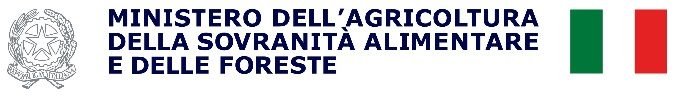 MINISTERO DELL’AGRICOLTURA
DELLA SOVRANITÀ ALIMENTARE
E DELLE FORESTE